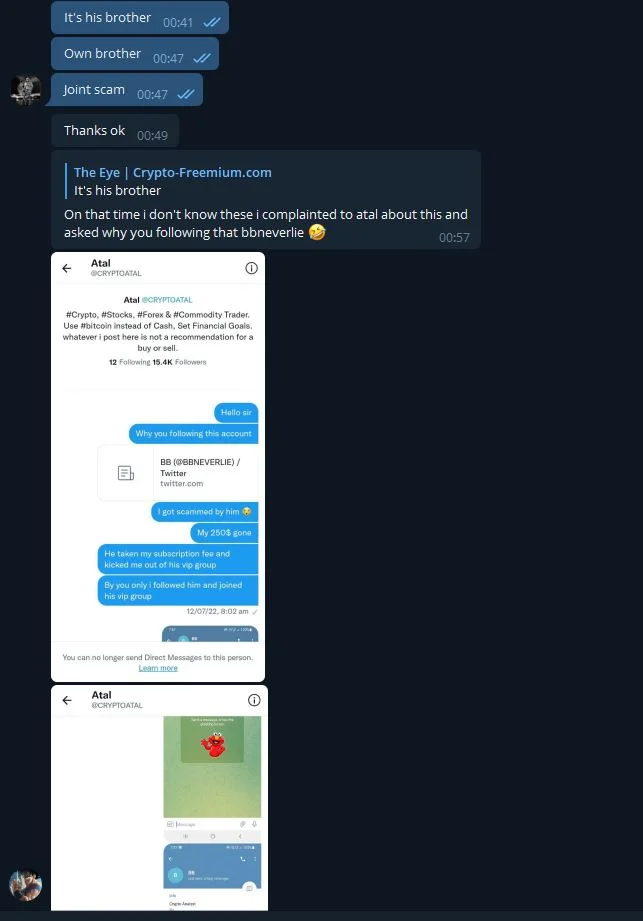 It's his brother 00:41
Own brother 00:47
Joint scam 00:47
Thanks ok 00:49
The Eye | Crypto-Freemium.com
It's his brother
On that time i don't know these i complainted to atal about this and
asked why you following that bbneverlie 🤣
00:57
Atal
@CRYPTOATAL
Atal @CRYPTOATAL
#Crypto, #Stocks, #Forex & #Commodity Trader.
Use #bitcoin instead of Cash, Set Financial Goals.
whatever i post here is not a recommendation for a
buy or sell.
12 Following 15.4K Followers
Hello sir
Why you following this account
BB (@BBNEVERLIE) /
Twitter
twitter.com
I got scammed by him 😭
My 250$ gone
He taken my subscription fee and
kicked me out of his vip group
By you only i followed him and joined
his vip group
12/07/22, 8:02 am
BB
You can no longer send Direct Messages to this person.
Learn more
Atal
@CRYPTOATAL
Message
B
BB
Crypto Analyst